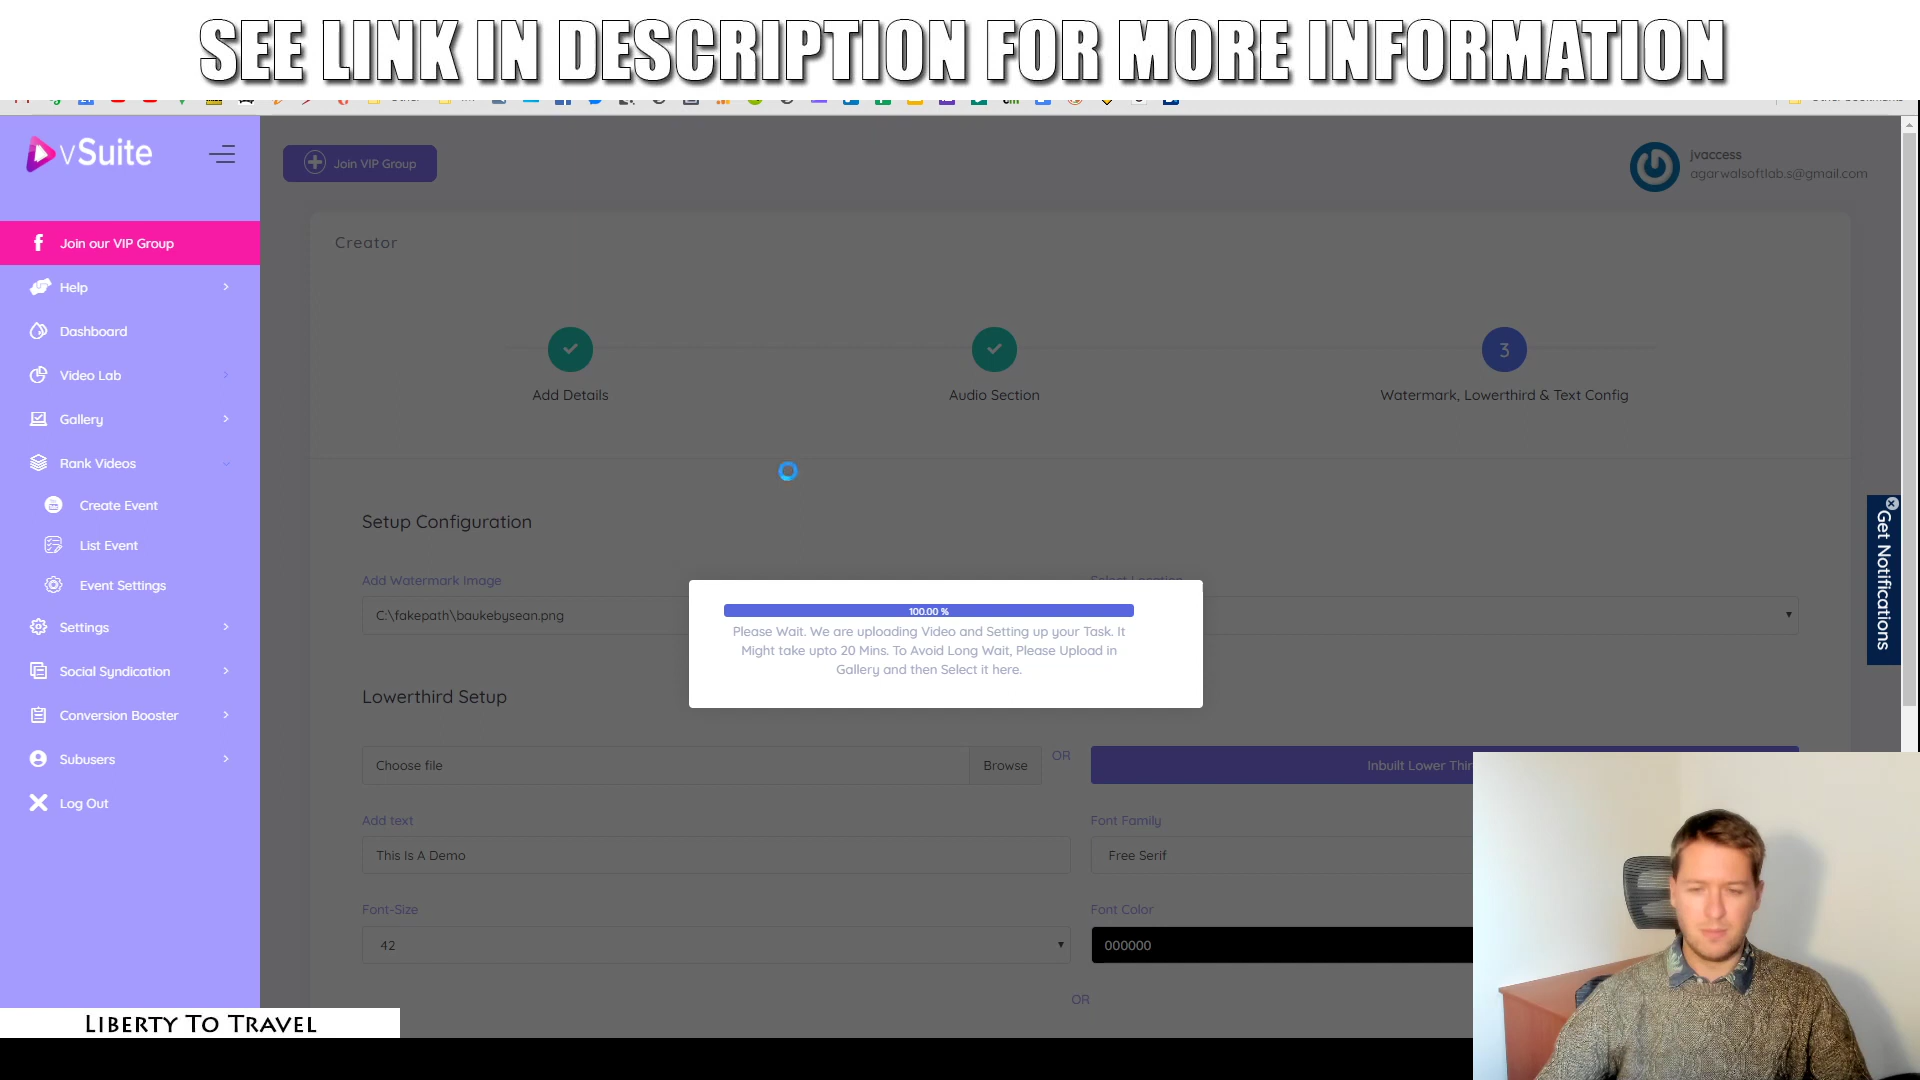 SEE LINK IN DESCRIPTION FOR MORE INFORMATION
vSuite
Join VIP Group
jvaccess
agarwalsoftlab.s@gmail.com
Join our VIP Group
Help
Dashboard
Video Lab
Gallery
Rank Videos
Create Event
List Event
Event Settings
Settings
Social Syndication
Conversion Booster
Subusers
Log Out
Creator
3
Add Details
Audio Section
Watermark, Lowerthird & Text Config
Setup Configuration
Add Watermark Image
Select Location
C:\fakepath\baukebysean.png
100.00 %
Please Wait. We are uploading Video and Setting up your Task. It
Might take upto 20 Mins. To Avoid Long Wait, Please Upload in
Gallery and then Select it here.
Lowerthird Setup
Choose file
Browse
OR
Inbuilt Lower Thir
Add text
Font Family
This Is A Demo
Free Serif
Font-Size
Font Color
42
000000
OR
Get Notifications
LIBERTY TO TRAVEL